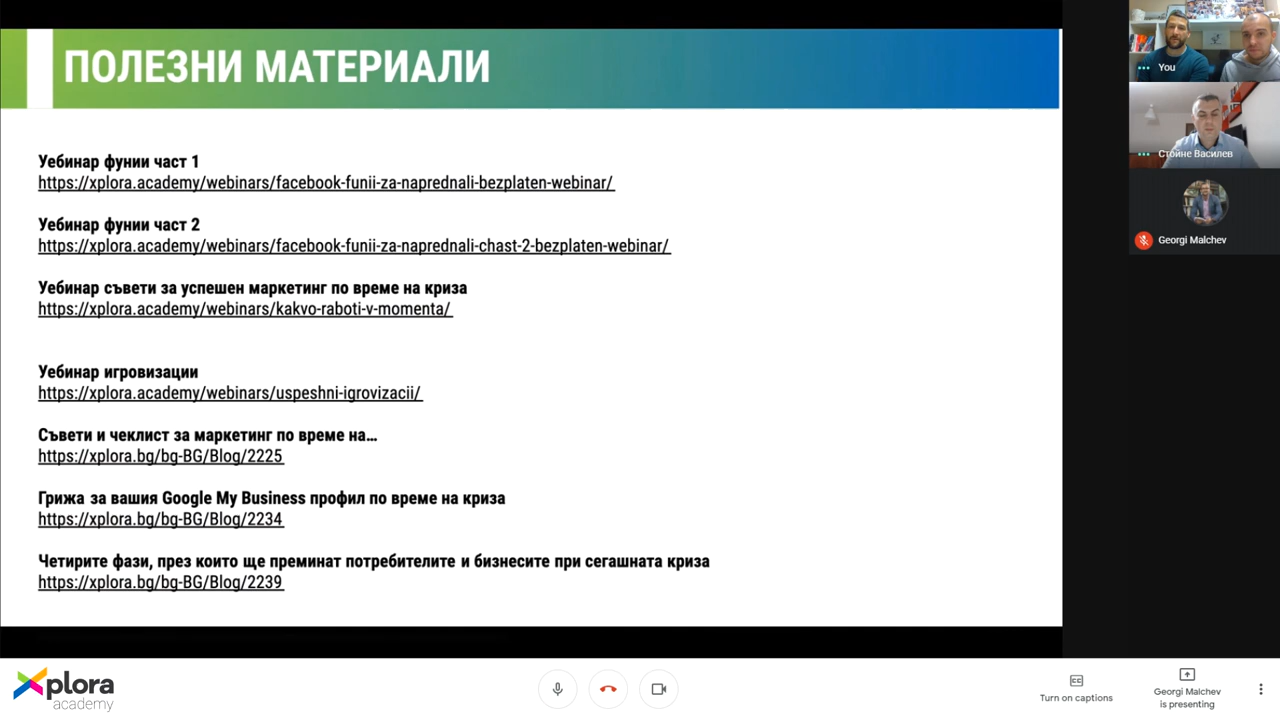 ПОЛЕЗНИ МАТЕРИАЛИ
Уебинар фунии част 1
https://xplora.academy/webinars/facebook-funii-za-naprednali-bezplaten-webinar/
Уебинар фунии част 2
https://xplora.academy/webinars/facebook-funii-za-naprednali-chast-2-bezplaten-webinar/
Уебинар съвети за успешен маркетинг по време на криза
https://xplora.academy/webinars/kakvo-raboti-v-momenta/
Уебинар игровизации
https://xplora.academy/webinars/uspeshni-igrovizacii/
Съвети и чеклист за маркетинг по време на...
https://xplora.bg/bg-BG/Blog/2225
Грижа за вашия Google My Business профил по време на криза
https://xplora.bg/bg-BG/Blog/2234
Четирите фази, през които ще преминат потребителите и бизнесите при сегашната криза
https://xplora.bg/bg-BG/Blog/2239
You
Стойне Василев
Georgi Malchev
Xplora
academy
Turn on captions
Georgi Malchev
is presenting